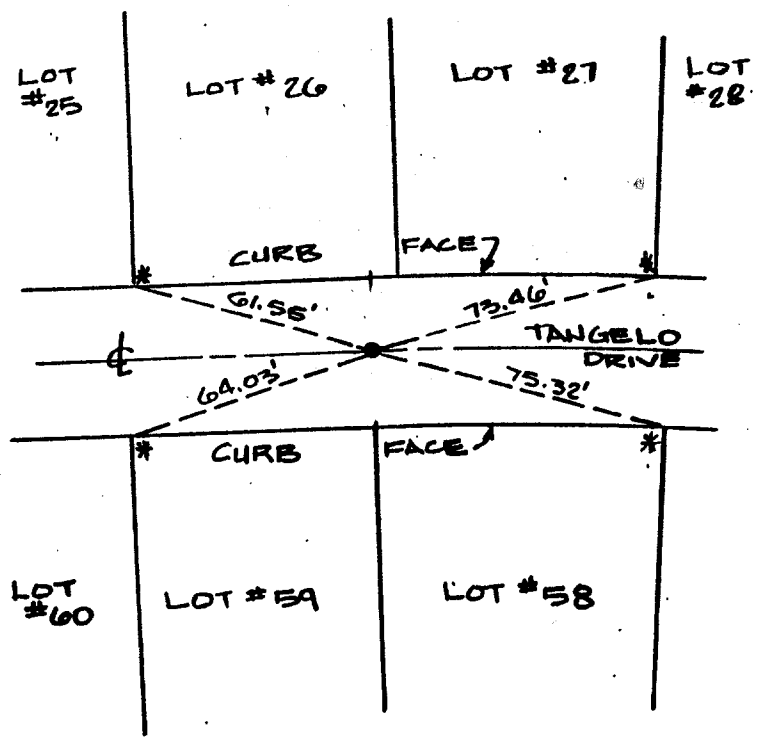 LOT
#25
LOT #26
LOT #27
LOT
#28
CURB
FACE
*
*
61.55'
73.46'
℄
TANGELO
DRIVE
64.03'
75.32'
*
CURB
FACE
*
LOT
#60
LOT #59
LOT #58